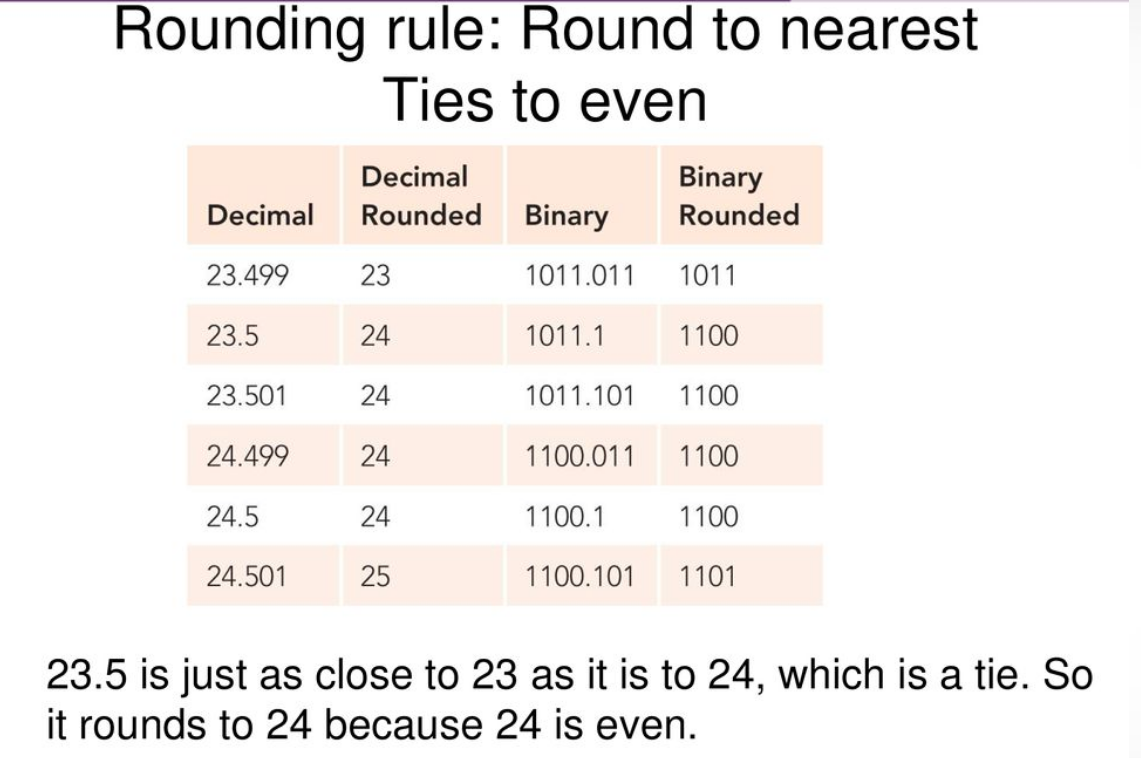 Rounding rule: Round to nearest
Ties to even
Decimal Decimal Rounded Binary Binary Rounded
23.499 23 1011.011 1011
23.5 24 1011.1 1100
23.501 24 1011.101 1100
24.499 24 1100.011 1100
24.5 24 1100.1 1100
24.501 25 1100.101 1101
23.5 is just as close to 23 as it is to 24, which is a tie. So
it rounds to 24 because 24 is even.